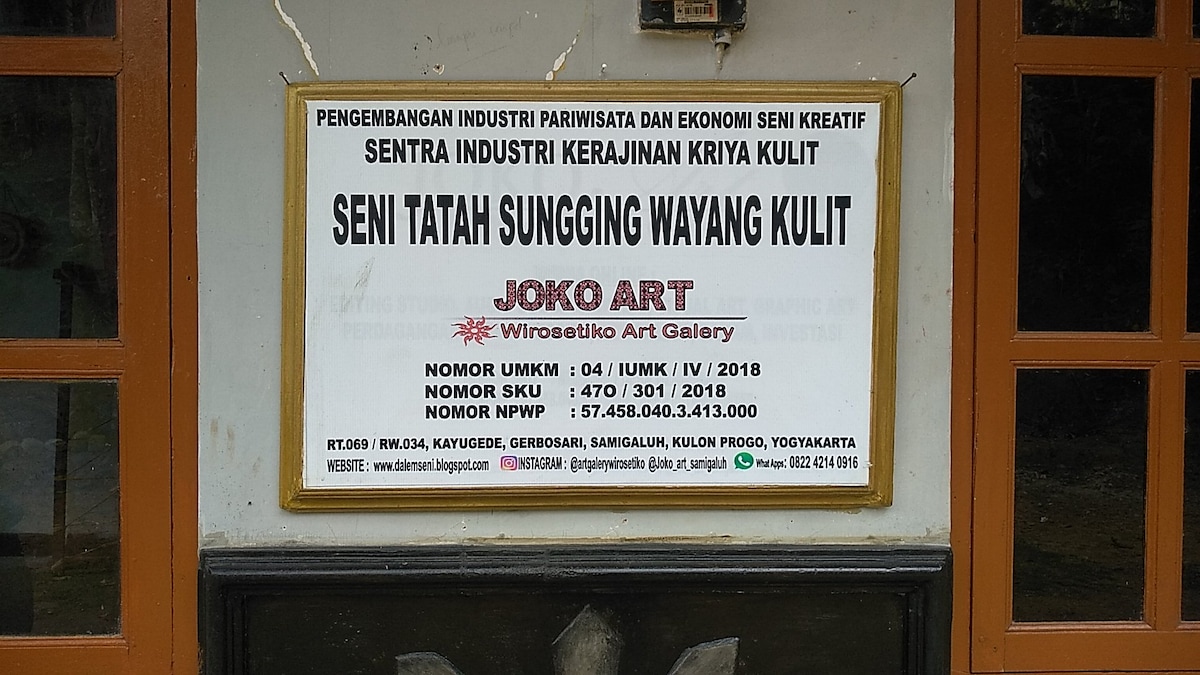 PENGEMBANGAN INDUSTRI PARIWISATA DAN EKONOMI SENI KREATIF
SENTRA INDUSTRI KERAJINAN KRIYA KULIT
SENI TATAH SUNGGING WAYANG KULIT
JOKO ART
Wirosetiko Art Galery
NOMOR UMKM : 04 / IUMK / IV / 2018
NOMOR SKU : 47O / 301 / 2018
NOMOR NPWP : 57.458.040.3.413.000
RT.069 / RW.034, KAYUGEDE, GERBOSARI, SAMIGALUH, KULON PROGO, YOGYAKARTA
WEBSITE : www.dalemseni.blogspot.com INSTAGRAM : @artgalerywirosetiko @Joko_art_samigaluh What Apps: 0822 4214 0916